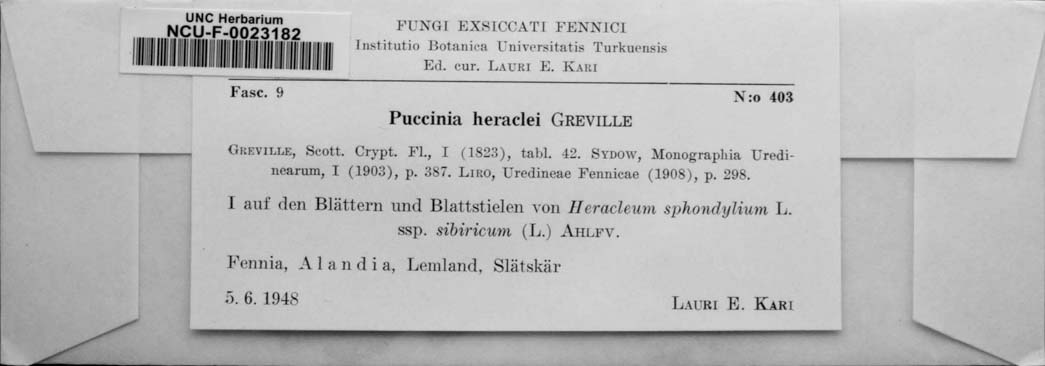 UNC Herbarium
NCU-F-0023182
FUNGI EXSICCATI FENNICI
Institutio Botanica Universitatis Turkuensis
Ed. cur. LAURI E. KARI
Fasc. 9 N:o 403
Puccinia heraclei GREVILLE
GREVILLE, Scott. Crypt. Fl., I (1823), tabl. 42. SYDOW, Monographia Uredi-
nearum, I (1903), p. 387. LIRO, Uredineae Fennicae (1908), p. 298.
I auf den Blättern und Blattstielen von Heracleum sphondylium L.
ssp. sibiricum (L.) AHLFV.
Fennia, Alandia, Lemland, Slätskär
5. 6. 1948 LAURI E. KARI